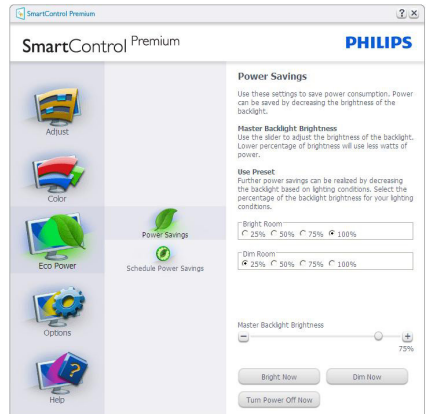 SmartControl Premium
? ×
SmartControl Premium
PHILIPS
Adjust
Color
Eco Power
Options
Help
Power Savings
Schedule Power Savings
Power Savings
Use these settings to save power consumption. Power
can be saved by decreasing the brightness of the
backlight.
Master Backlight Brightness
Use the slider to adjust the brightness of the backlight.
Lower percentage of brightness will use less watts of
power.
Use Preset
Further power savings can be realized by decreasing
the backlight based on lighting conditions. Select the
percentage of the backlight brightness for your lighting
conditions.
Bright Room
25% 50% 75% 100%
Dim Room
25% 50% 75% 100%
Master Backlight Brightness
75%
Bright Now Dim Now
Turn Power Off Now